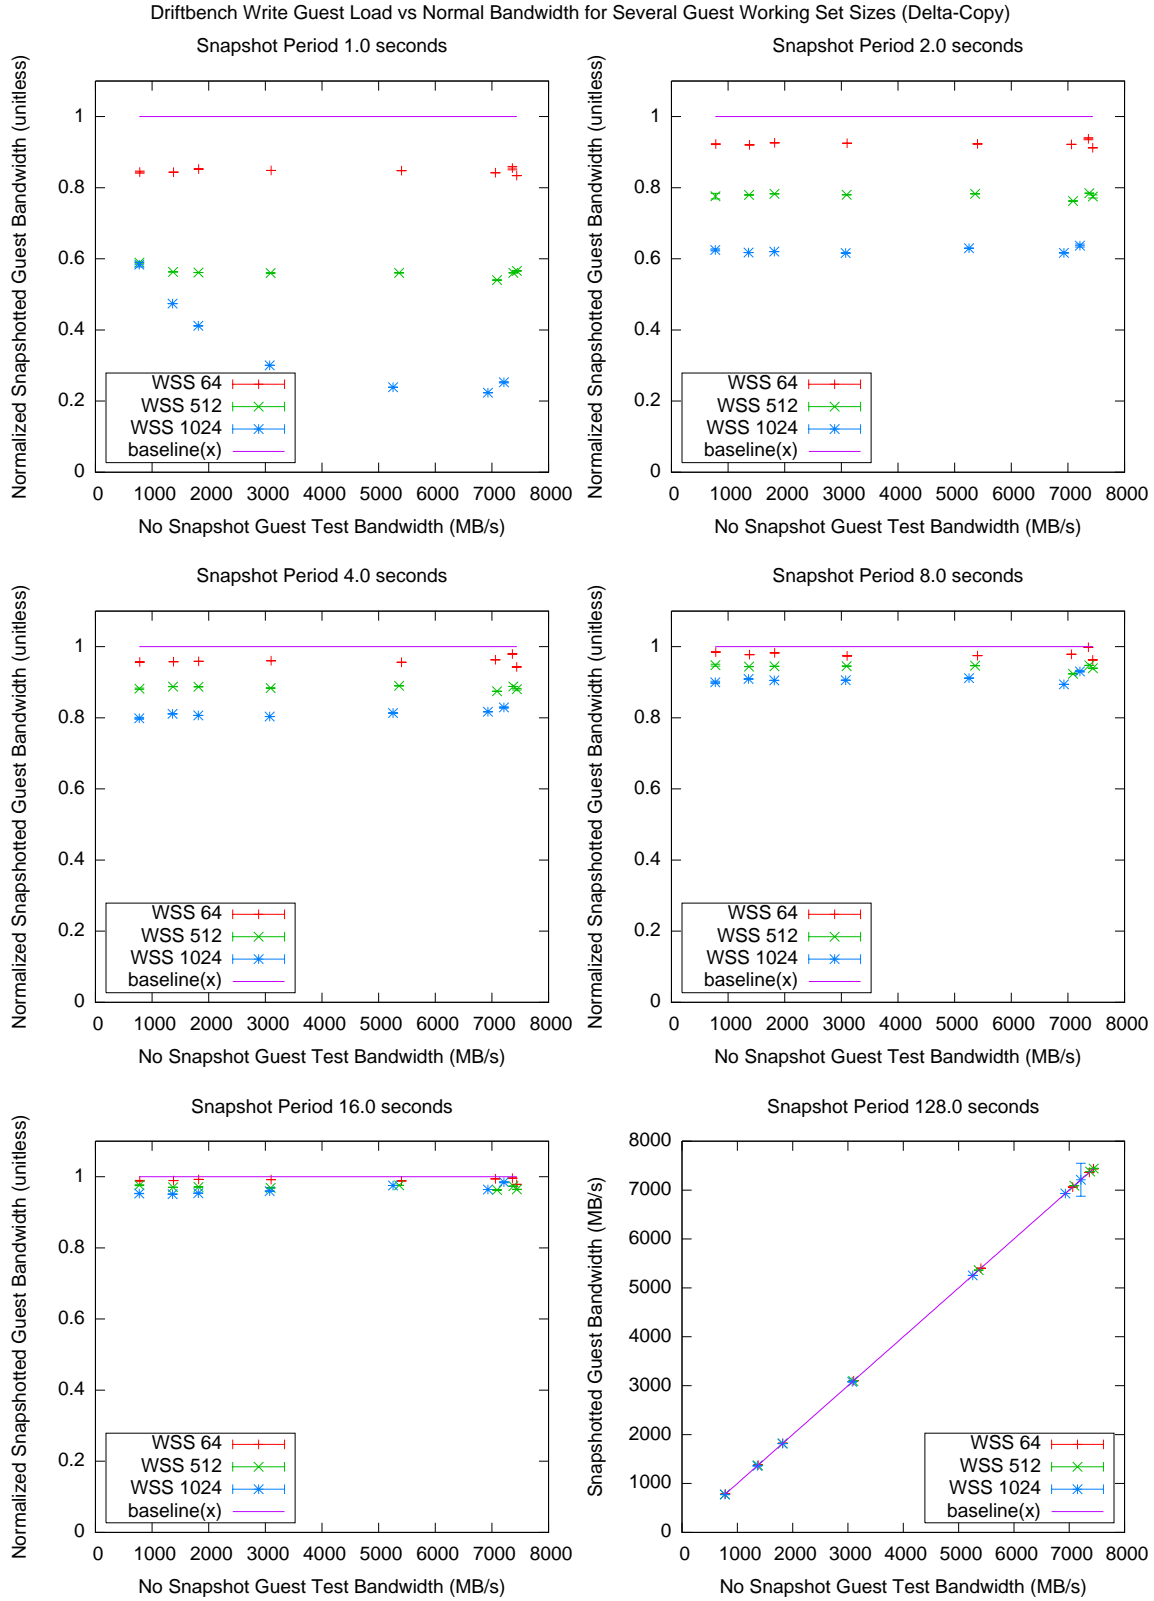 Driftbench Write Guest Load vs Normal Bandwidth for Several Guest Working Set Sizes (Delta-Copy)
Snapshot Period 1.0 seconds
Normalized Snapshotted Guest Bandwidth (unitless)
1
0.8
0.6
0.4
0.2
0
WSS 64
WSS 512
WSS 1024
baseline(x)
0 1000 2000 3000 4000 5000 6000 7000 8000
No Snapshot Guest Test Bandwidth (MB/s)
Snapshot Period 2.0 seconds
Normalized Snapshotted Guest Bandwidth (unitless)
1
0.8
0.6
0.4
0.2
0
WSS 64
WSS 512
WSS 1024
baseline(x)
0 1000 2000 3000 4000 5000 6000 7000 8000
No Snapshot Guest Test Bandwidth (MB/s)
Snapshot Period 4.0 seconds
Normalized Snapshotted Guest Bandwidth (unitless)
1
0.8
0.6
0.4
0.2
0
WSS 64
WSS 512
WSS 1024
baseline(x)
0 1000 2000 3000 4000 5000 6000 7000 8000
No Snapshot Guest Test Bandwidth (MB/s)
Snapshot Period 8.0 seconds
Normalized Snapshotted Guest Bandwidth (unitless)
1
0.8
0.6
0.4
0.2
0
WSS 64
WSS 512
WSS 1024
baseline(x)
0 1000 2000 3000 4000 5000 6000 7000 8000
No Snapshot Guest Test Bandwidth (MB/s)
Snapshot Period 16.0 seconds
Normalized Snapshotted Guest Bandwidth (unitless)
1
0.8
0.6
0.4
0.2
0
WSS 64
WSS 512
WSS 1024
baseline(x)
0 1000 2000 3000 4000 5000 6000 7000 8000
No Snapshot Guest Test Bandwidth (MB/s)
Snapshot Period 128.0 seconds
Snapshotted Guest Bandwidth (MB/s)
8000
7000
6000
5000
4000
3000
2000
1000
0
WSS 64
WSS 512
WSS 1024
baseline(x)
0 1000 2000 3000 4000 5000 6000 7000 8000
No Snapshot Guest Test Bandwidth (MB/s)